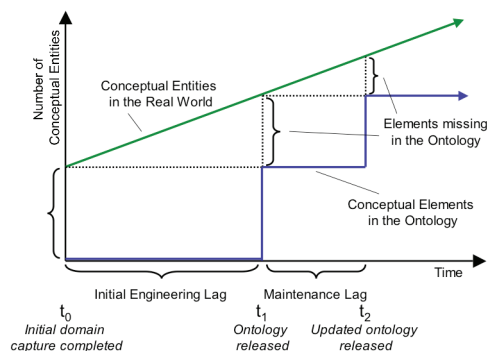 Number of
Conceptual Entities
Conceptual Entities
in the Real World
Elements missing
in the Ontology
Conceptual Elements
in the Ontology
Time
Initial Engineering Lag
Maintenance Lag
t0
t1
t2
Initial domain
capture completed
Ontology
released
Updated ontology
released